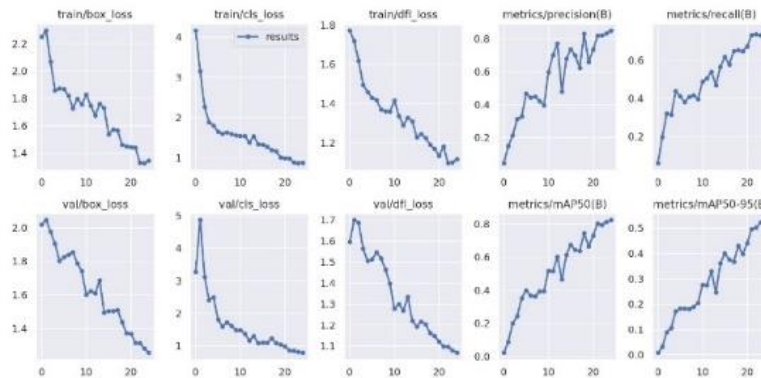 train/box_loss
train/cls_loss
train/dfl_loss
metrics/precision(B)
metrics/recall(B)
2.2
2.0
1.8
1.6
1.4
0 10 20
results
4
3
2
1
0 10 20
1.8
1.6
1.4
1.2
0 10 20
0.8
0.6
0.4
0.2
0 10 20
0.6
0.4
0.2
0 10 20
val/box_loss
val/cls_loss
val/dfl_loss
metrics/mAP50(B)
metrics/mAP50-95(B)
2.0
1.8
1.6
1.4
0 10 20
5
4
3
2
1
0 10 20
1.7
1.6
1.5
1.4
1.3
1.2
1.1
0 10 20
0.8
0.6
0.4
0.2
0.0
0 10 20
0.5
0.4
0.3
0.2
0.1
0.0
0 10 20